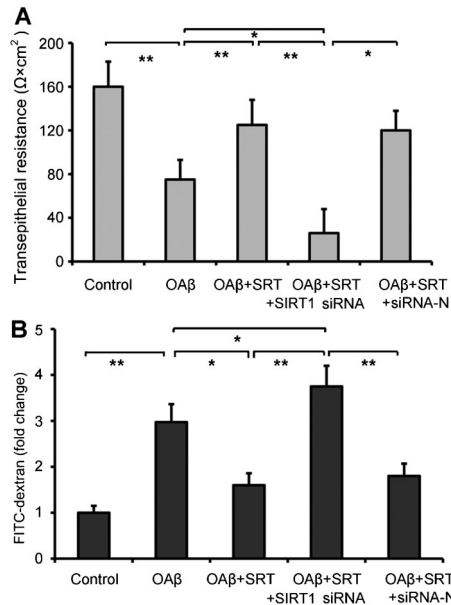 A
Transepithelial resistance (Ω×cm²)
200
160
120
80
40
0
*
** ** ** *
Control OAβ OAβ+SRT OAβ+SRT OAβ+SRT
+SIRT1 siRNA +siRNA-N
B
FITC-dextran (fold change)
5
4
3
2
1
0
*
** * ** **
Control OAβ OAβ+SRT OAβ+SRT OAβ+SRT
+SIRT1 siRNA +siRNA-N